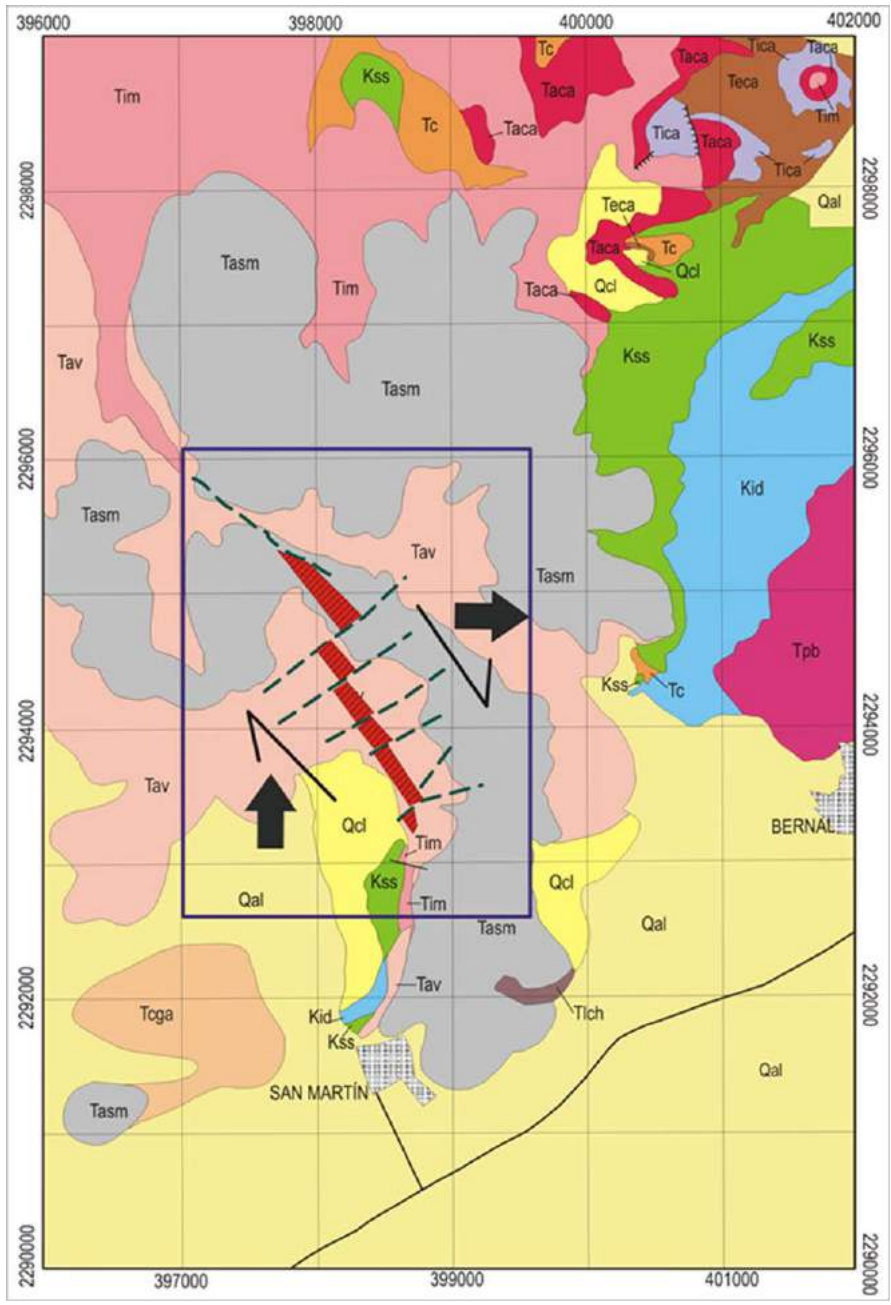 396000
398000
400000
402000
Tim
Kss
Tc
Tc
Taca
Taca
Taca
Tica
Taca
Teca
Tim
Tica
Taca
Tica
2298000
2298000
Qal
Teca
Tasm
Tim
Taca
Tc
Qcl
Qcl
Taca
Tav
Kss
Kss
Tasm
2296000
2296000
Kid
Tasm
Tav
Tasm
Tpb
Kss
Tc
2294000
2294000
Tav
BERNAL
Qcl
Tim
Kss
Qcl
Qal
Tim
Qal
Tasm
Tav
2292000
2292000
Tcga
Kid
Tlch
Kss
Qal
SAN MARTÍN
Tasm
2290000
2290000
397000
399000
401000